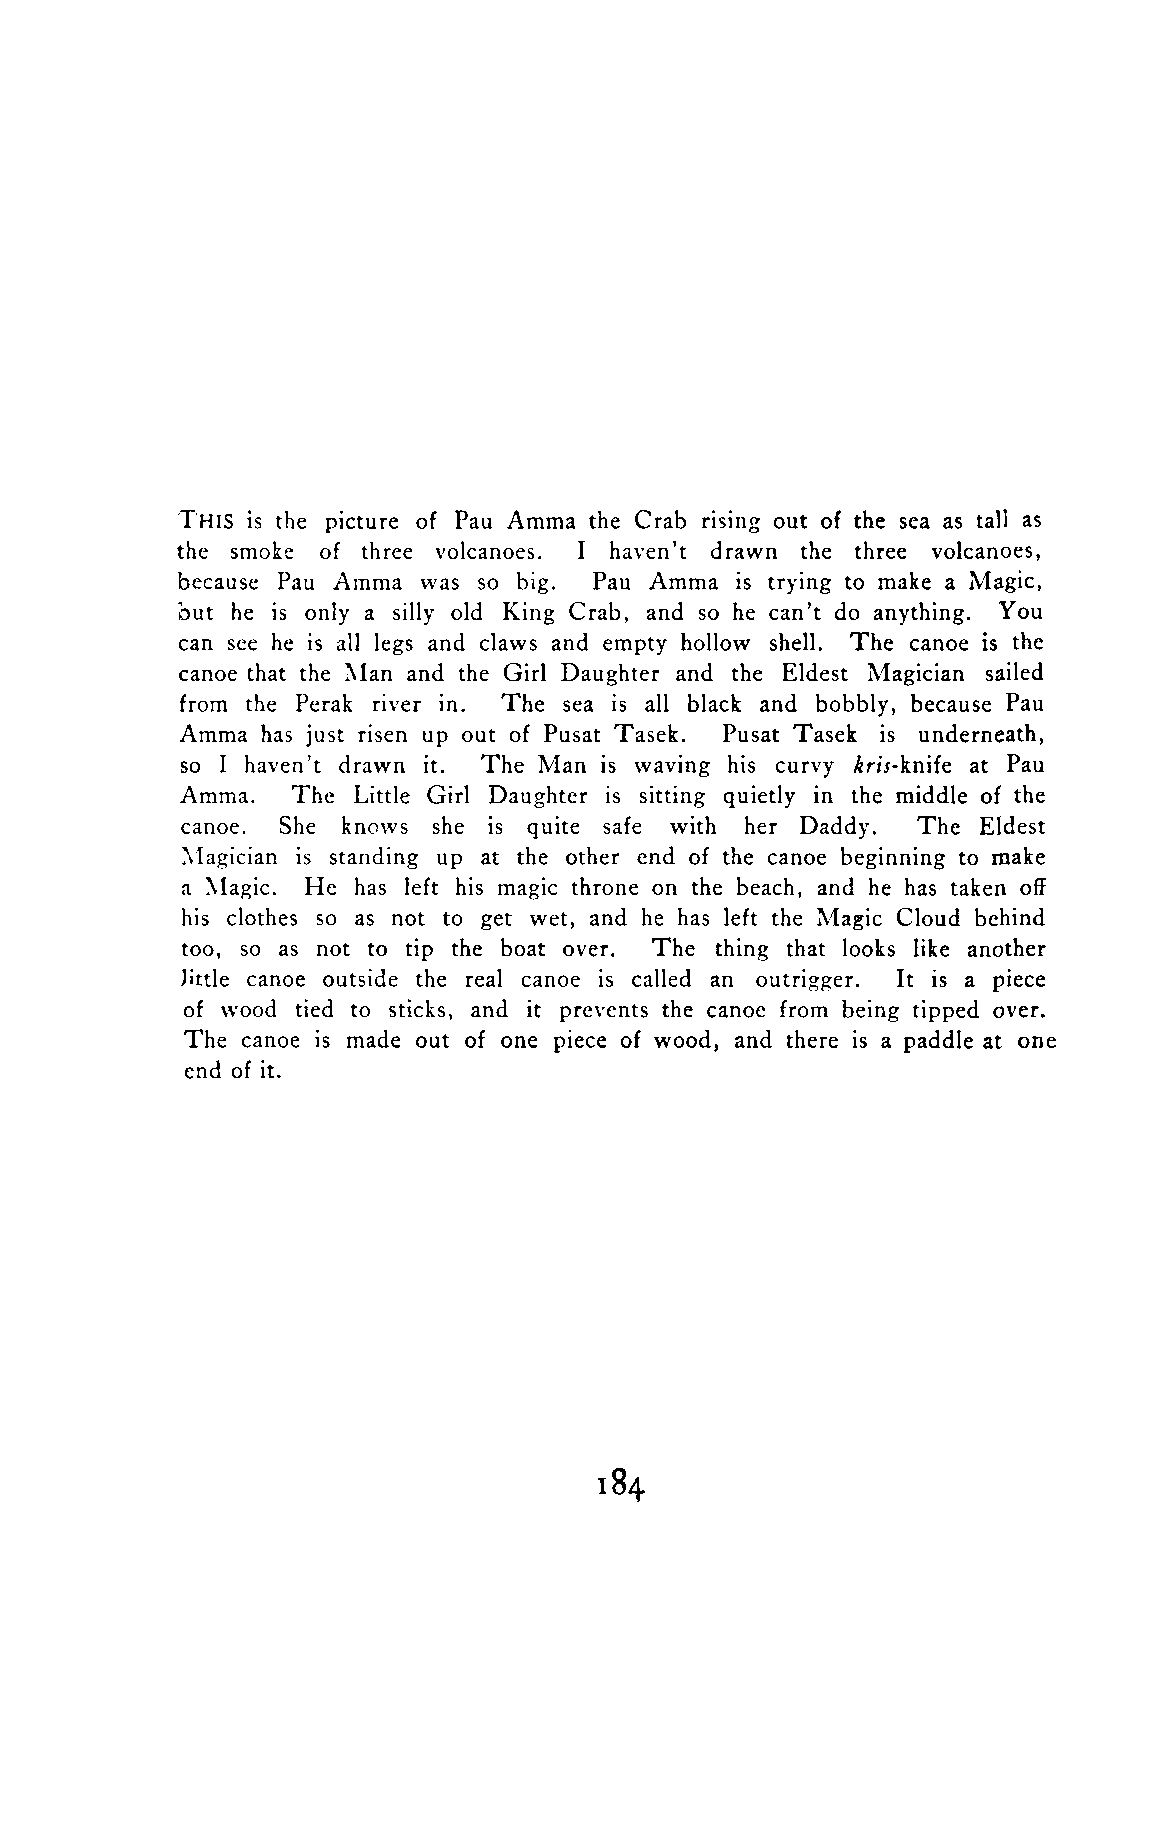 THIS is the picture of Pau Amma the Crab rising out of the sea as tall as
the smoke of three volcanoes. I haven't drawn the three volcanoes,
because Pau Amma was so big. Pau Amma is trying to make a Magic,
but he is only a silly old King Crab, and so he can't do anything. You
can see he is all legs and claws and empty hollow shell. The canoe is the
canoe that the Man and the Girl Daughter and the Eldest Magician sailed
from the Perak river in. The sea is all black and bobbly, because Pau
Amma has just risen up out of Pusat Tasek. Pusat Tasek is underneath,
so I haven't drawn it. The Man is waving his curvy kris-knife at Pau
Amma. The Little Girl Daughter is sitting quietly in the middle of the
canoe. She knows she is quite safe with her Daddy. The Eldest
Magician is standing up at the other end of the canoe beginning to make
a Magic. He has left his magic throne on the beach, and he has taken off
his clothes so as not to get wet, and he has left the Magic Cloud behind
too, so as not to tip the boat over. The thing that looks like another
little canoe outside the real canoe is called an outrigger. It is a piece
of wood tied to sticks, and it prevents the canoe from being tipped over.
The canoe is made out of one piece of wood, and there is a paddle at one
end of it.
184